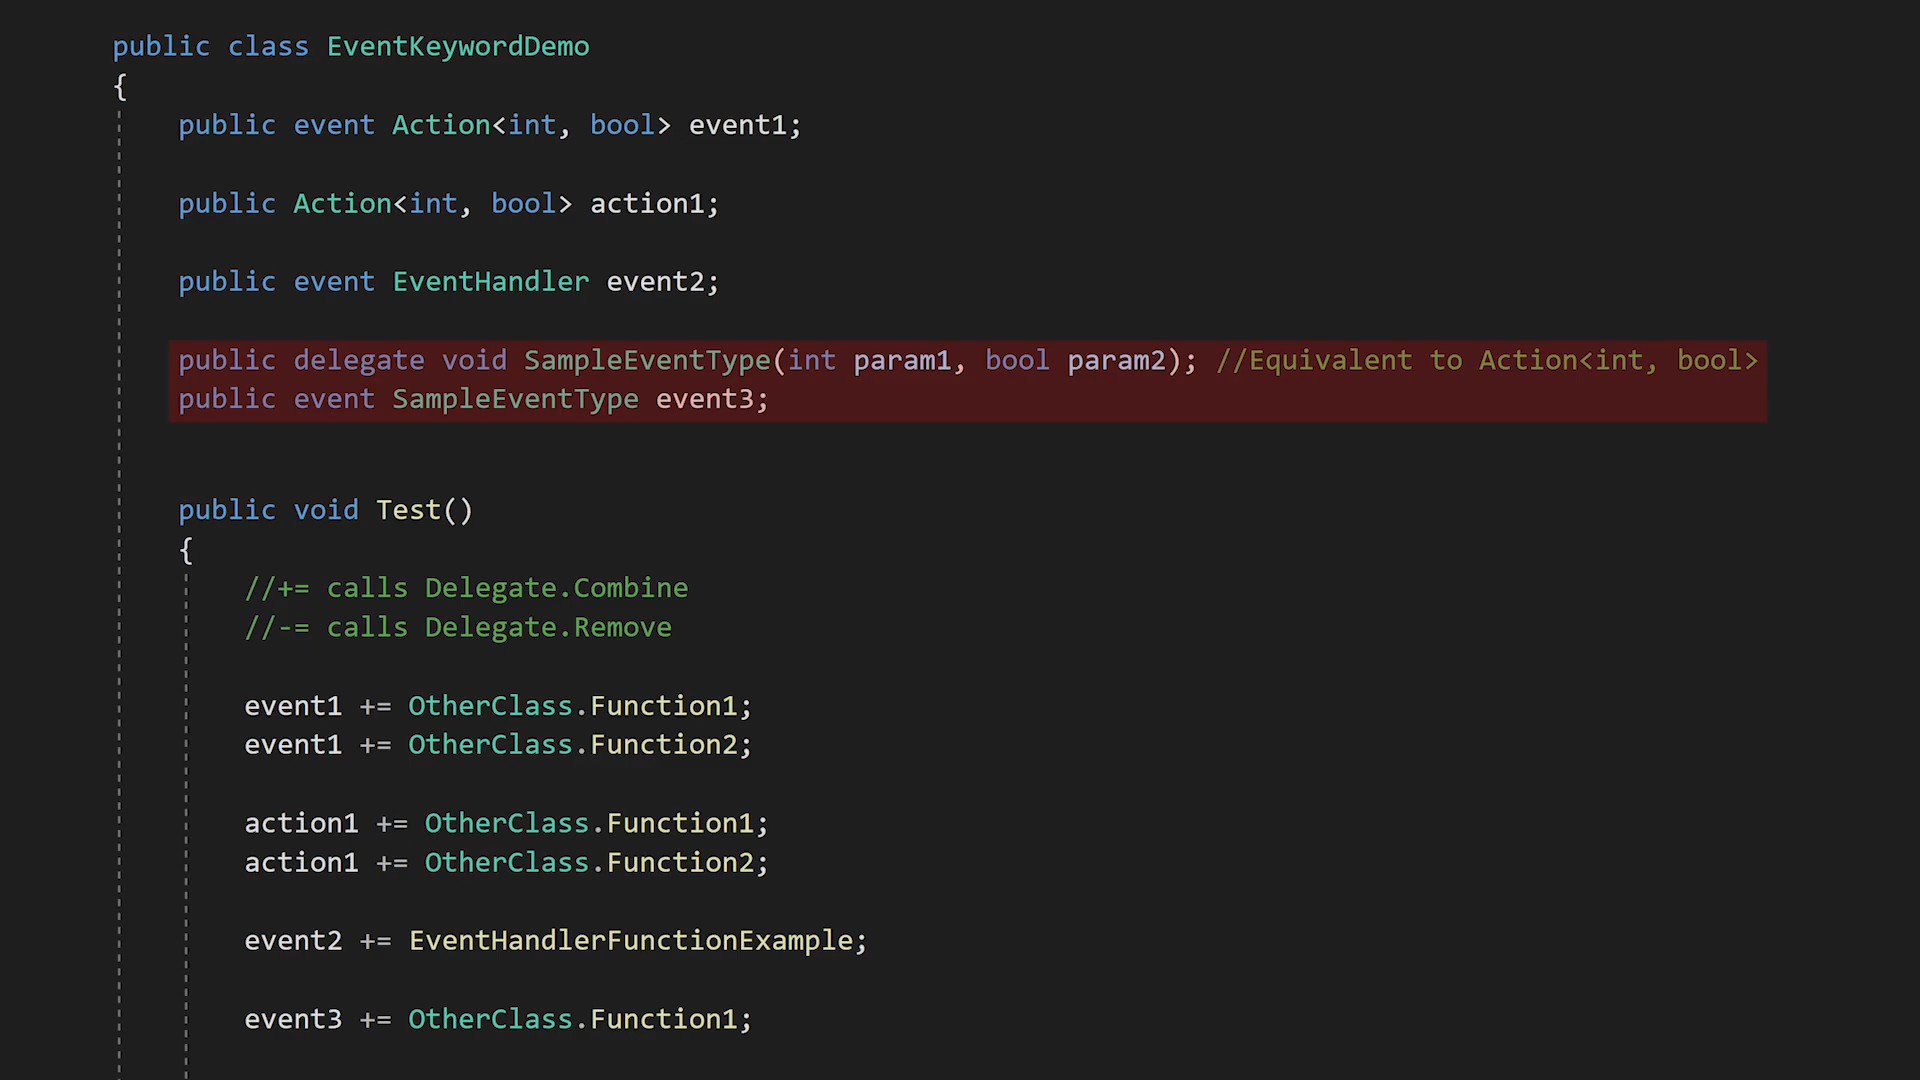 public class EventKeywordDemo
{
public event Action<int, bool> event1;
public Action<int, bool> action1;
public event EventHandler event2;
public delegate void SampleEventType(int param1, bool param2); //Equivalent to Action<int, bool>
public event SampleEventType event3;
public void Test()
{
//+= calls Delegate.Combine
//-= calls Delegate.Remove
event1 += OtherClass.Function1;
event1 += OtherClass.Function2;
action1 += OtherClass.Function1;
action1 += OtherClass.Function2;
event2 += EventHandlerFunctionExample;
event3 += OtherClass.Function1;